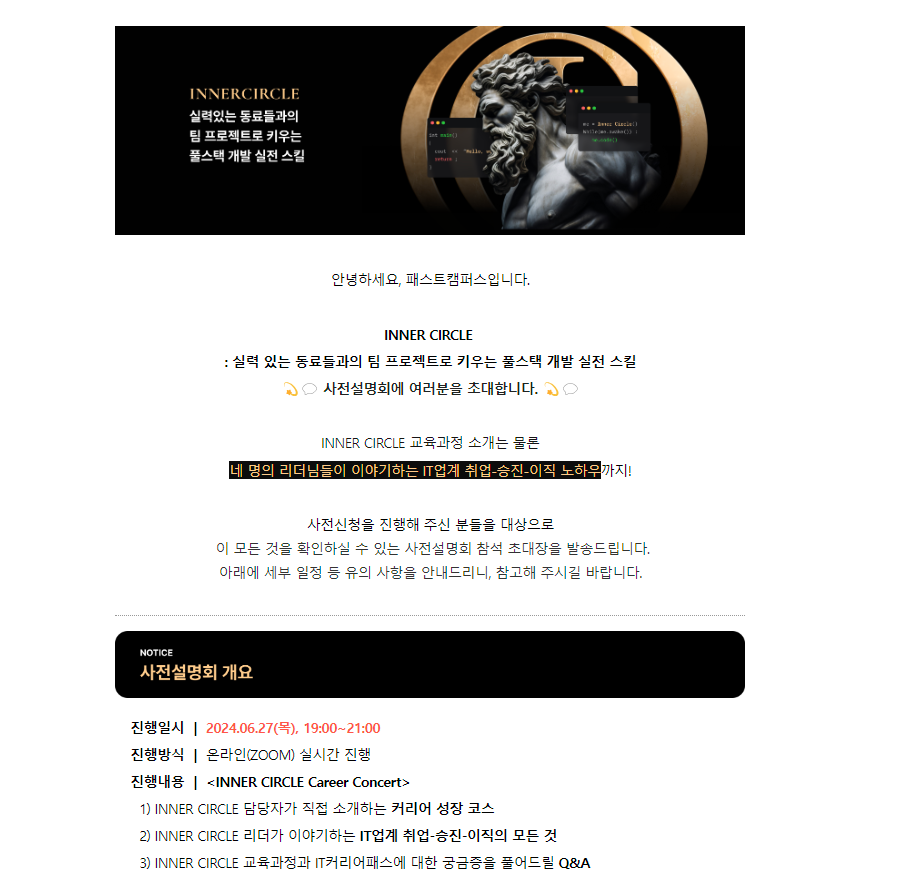 INNERCIRCLE
실력있는 동료들과의
팀 프로젝트로 키우는
풀스택 개발 실전 스킬
int main()
cout << "Hello,
return
me = Inner Circle()
안녕하세요, 패스트캠퍼스입니다.
INNER CIRCLE
: 실력 있는 동료들과의 팀 프로젝트로 키우는 풀스택 개발 실전 스킬
💫💬 사전설명회에 여러분을 초대합니다. 💫💬
INNER CIRCLE 교육과정 소개는 물론
네 명의 리더님들이 이야기하는 IT업계 취업-승진-이직 노하우까지!
사전신청을 진행해 주신 분들을 대상으로
이 모든 것을 확인하실 수 있는 사전설명회 참석 초대장을 발송드립니다.
아래에 세부 일정 등 유의 사항을 안내드리니, 참고해 주시길 바랍니다.
NOTICE
사전설명회 개요
진행일시 | 2024.06.27(목), 19:00~21:00
진행방식 | 온라인(ZOOM) 실시간 진행
진행내용 | <INNER CIRCLE Career Concert>
1) INNER CIRCLE 담당자가 직접 소개하는 커리어 성장 코스
2) INNER CIRCLE 리더가 이야기하는 IT업계 취업-승진-이직의 모든 것
3) INNER CIRCLE 교육과정과 IT커리어패스에 대한 궁금증을 풀어드릴 Q&A